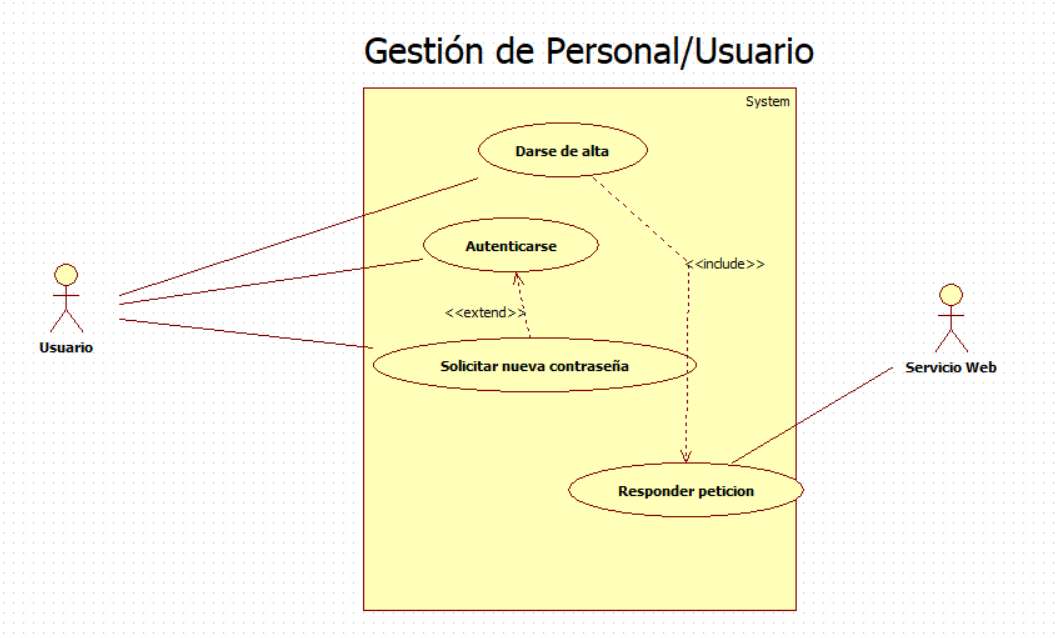 Gestión de Personal/Usuario
System
Darse de alta
Autenticarse
<<include>>
<<extend>>
Usuario
Solicitar nueva contraseña
Servicio Web
Responder peticion